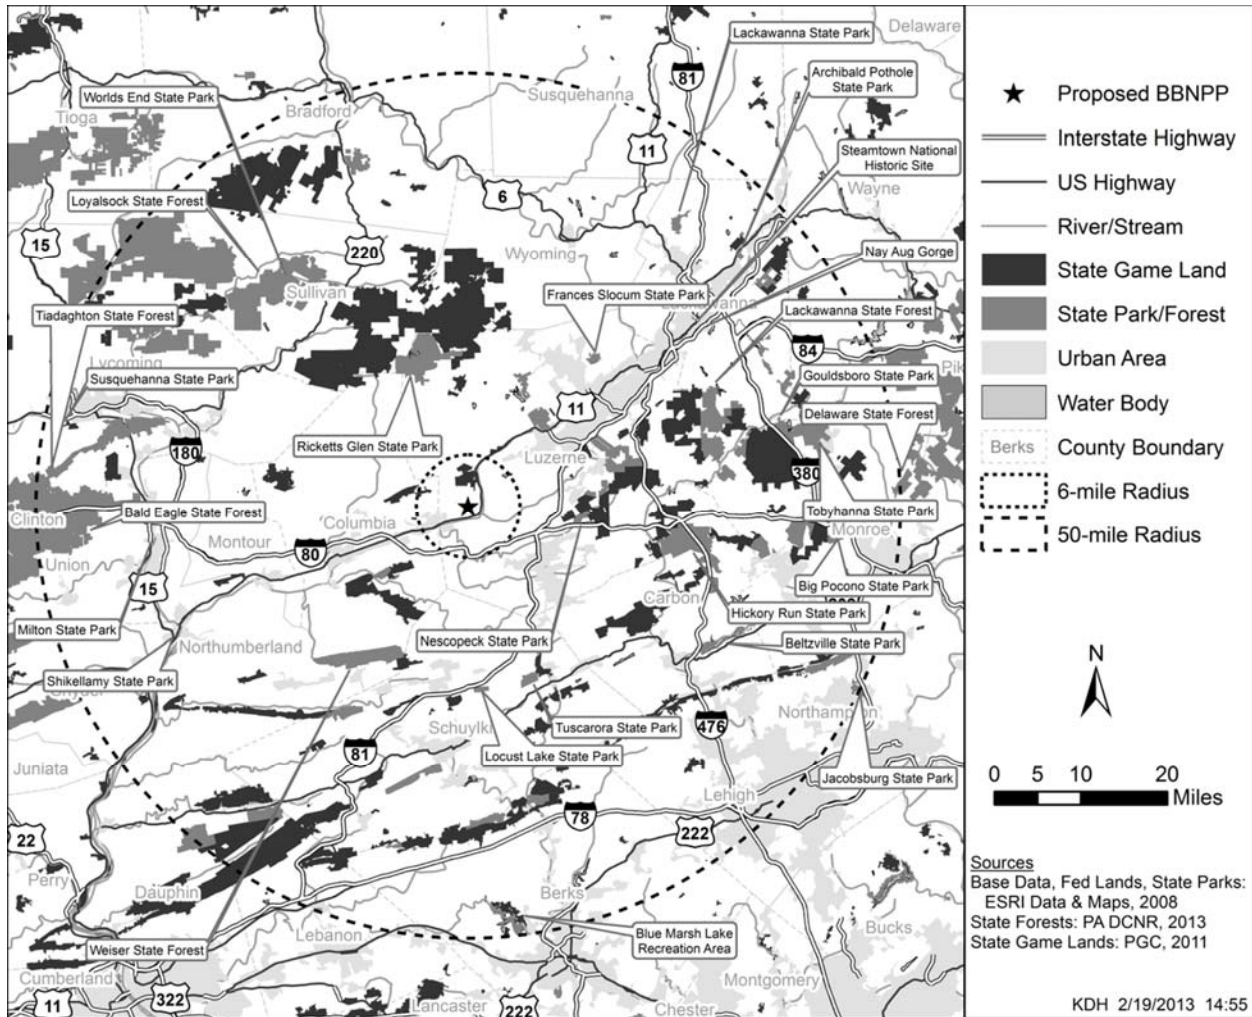 Delaware
Lackawanna State Park
81
Archibald Pothole
State Park
Worlds End State Park
Tioga
Bradford
Susquehanna
11
Steamtown National
Historic Site
Wayne
Loyalsock State Forest
6
15
220
Wyoming
Nay Aug Gorge
Sullivan
Frances Slocum State Park
Lackawanna State Forest
Tiadaghton State Forest
84
Lycoming
Susquehanna State Park
Gouldsboro State Park
11
Delaware State Forest
180
Ricketts Glen State Park
Luzerne
380
Clinton
Bald Eagle State Forest
Columbia
Tobyhanna State Park
Monroe
Montour
80
Union
15
Big Pocono State Park
Carbon
Hickory Run State Park
Milton State Park
Nescopeck State Park
Beltzville State Park
Northumberland
Shikellamy State Park
Northampton
Schuylki
Tuscarora State Park
476
81
Locust Lake State Park
Juniata
Jacobsburg State Park
Lehigh
78
222
22
Perry
Dauphin
Berks
Bucks
Lebanon
Blue Marsh Lake
Recreation Area
Weiser State Forest
Cumberland
Montgomery
11
322
Lancaster
222
Chester
Proposed BBNPP
Interstate Highway
US Highway
River/Stream
State Game Land
State Park/Forest
Urban Area
Water Body
Berks
County Boundary
6-mile Radius
50-mile Radius
N
0 5 10 20
Miles
Sources
Base Data, Fed Lands, State Parks:
ESRI Data & Maps, 2008
State Forests: PA DCNR, 2013
State Game Lands: PGC, 2011
KDH 2/19/2013 14:55